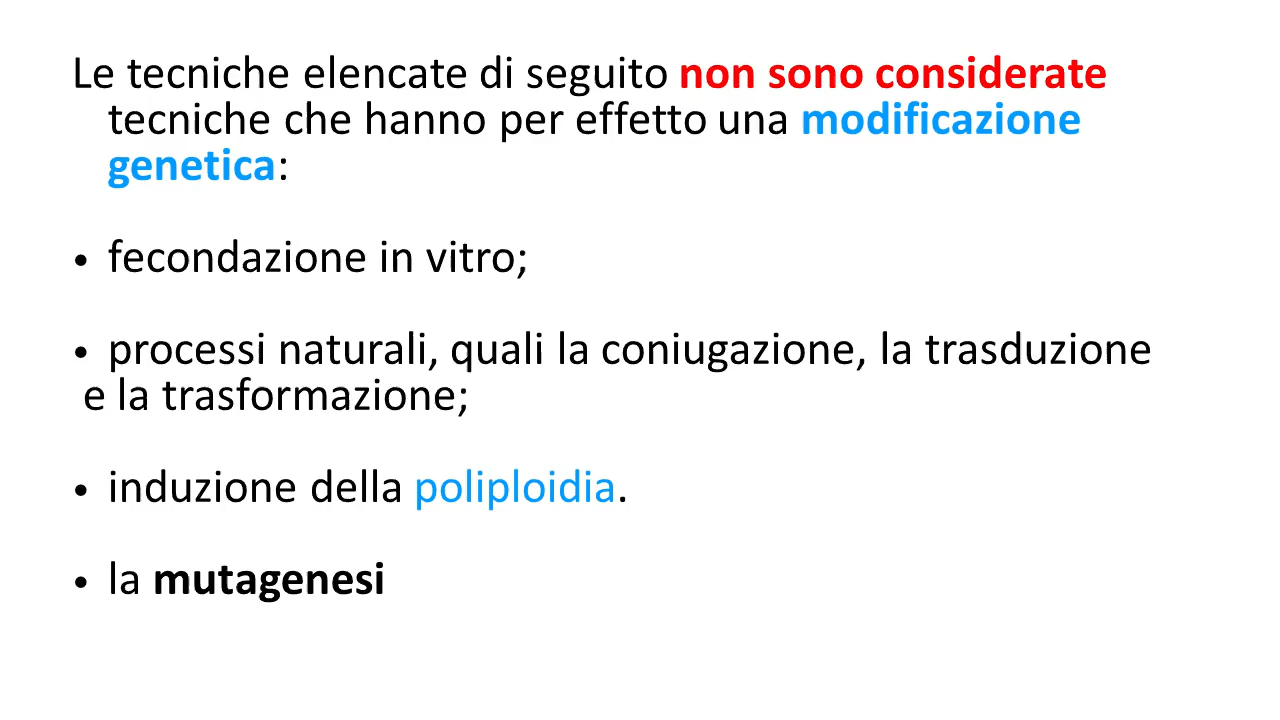 Le tecniche elencate di seguito non sono considerate
tecniche che hanno per effetto una modificazione
genetica:
• fecondazione in vitro;
• processi naturali, quali la coniugazione, la trasduzione
e la trasformazione;
• induzione della poliploidia.
• la mutagenesi